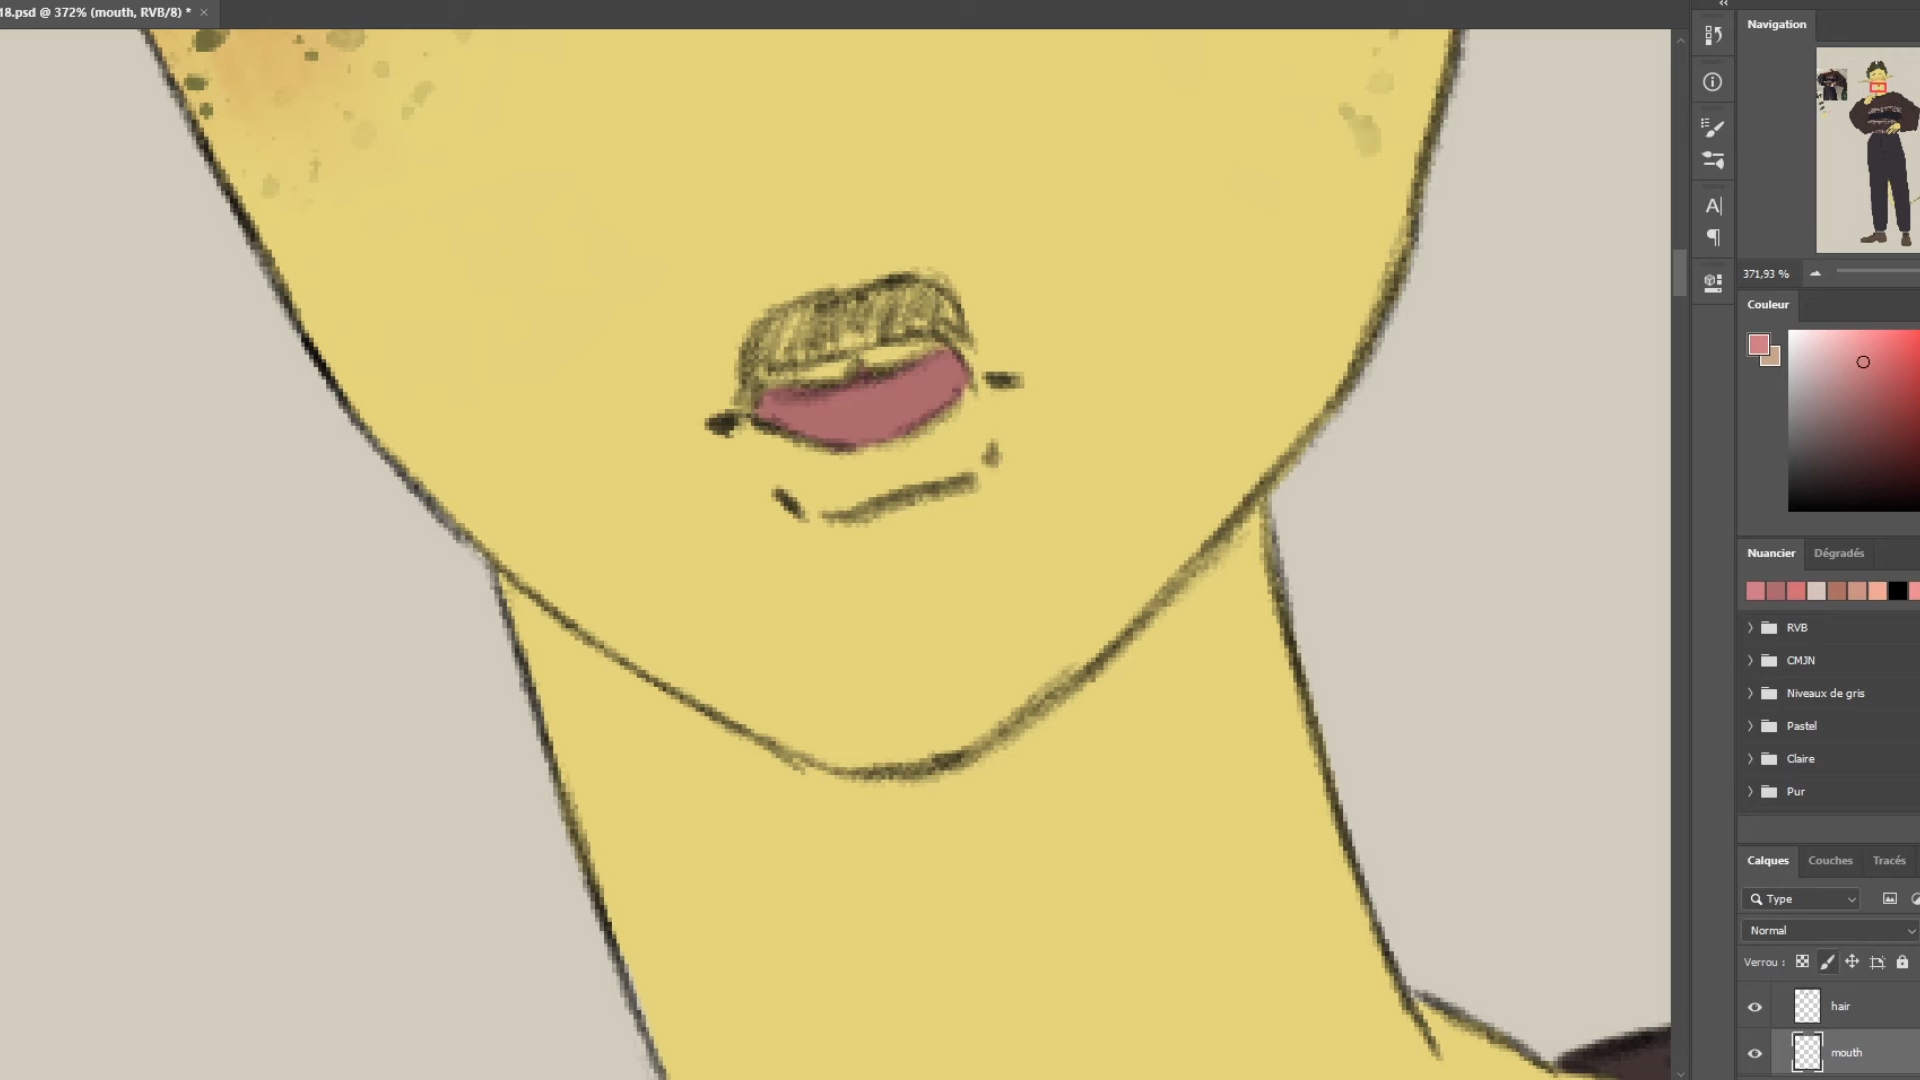 18.psd @ 372% (mouth, RVB/8) *
Navigation
371,93 %
Couleur
Nuancier Dégradés
RVB
CMJN
Niveaux de gris
Pastel
Claire
Pur
Calques Couches Tracés
Type
Normal
Verrou :
hair
mouth